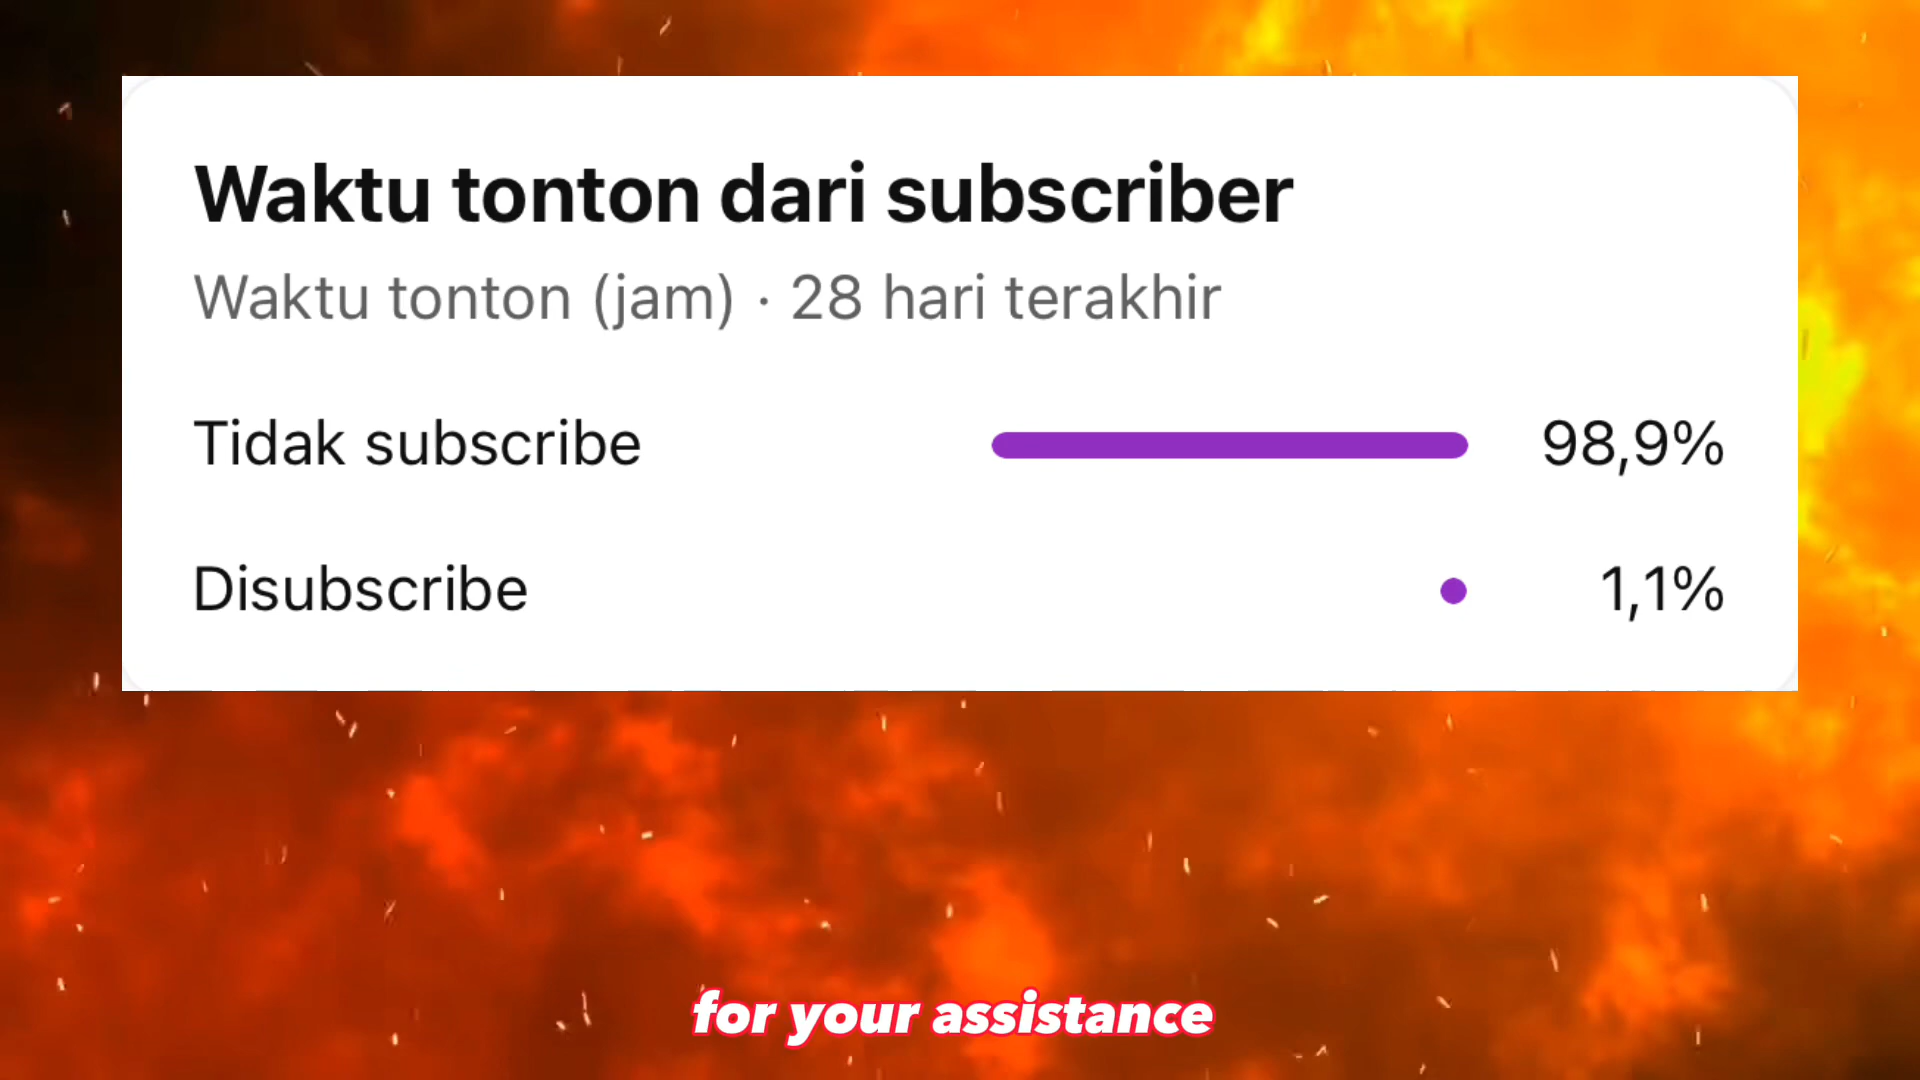 Waktu tonton dari subscriber
Waktu tonton (jam) · 28 hari terakhir
Tidak subscribe 98,9%
Disubscribe 1,1%
for your assistance